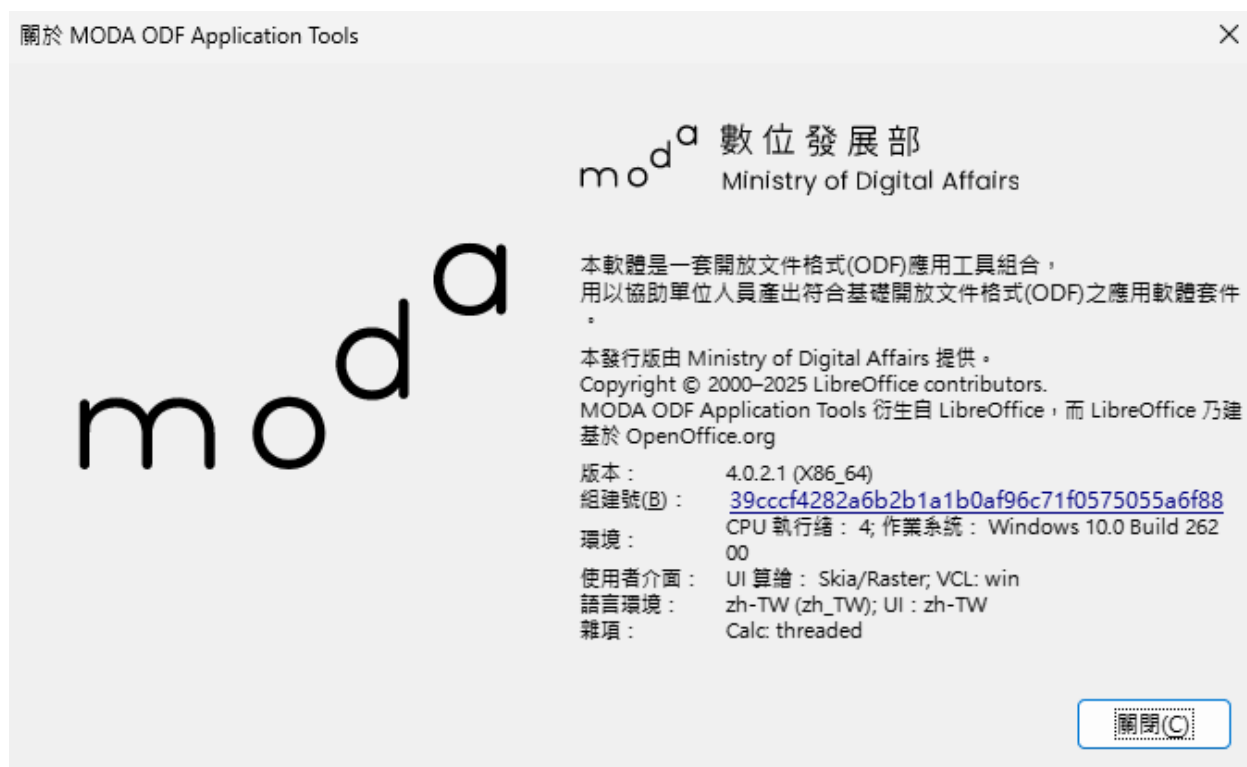 關於 MODA ODF Application Tools
moda
moda 數位發展部
Ministry of Digital Affairs
本軟體是一套開放文件格式(ODF)應用工具組合，
用以協助單位人員產出符合基礎開放文件格式(ODF)之應用軟體套件
。
本發行版由 Ministry of Digital Affairs 提供。
Copyright © 2000–2025 LibreOffice contributors.
MODA ODF Application Tools 衍生自 LibreOffice，而 LibreOffice 乃建
基於 OpenOffice.org
版本： 4.0.2.1 (X86_64)
組建號(B)： 39cccf4282a6b2b1a1b0af96c71f0575055a6f88
環境： CPU 執行緒： 4; 作業系統： Windows 10.0 Build 262
00
使用者介面： UI 算繪： Skia/Raster; VCL: win
語言環境： zh-TW (zh_TW); UI：zh-TW
雜項： Calc: threaded
關閉(C)